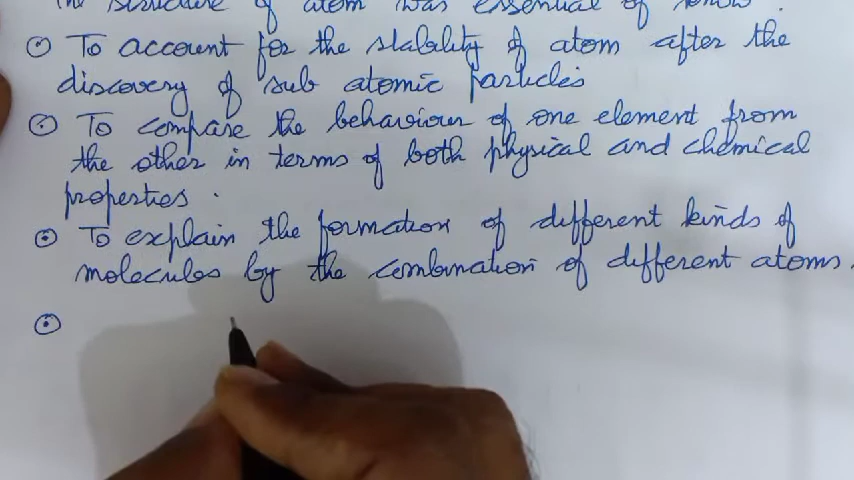 the structure of atom was essential
To account for the stability of atom after the
discovery of sub atomic particles
To compare the behaviour of one element from
the other in terms of both physical and chemical
properties.
To explain the formation of different kinds of
molecules by the combination of different atoms.